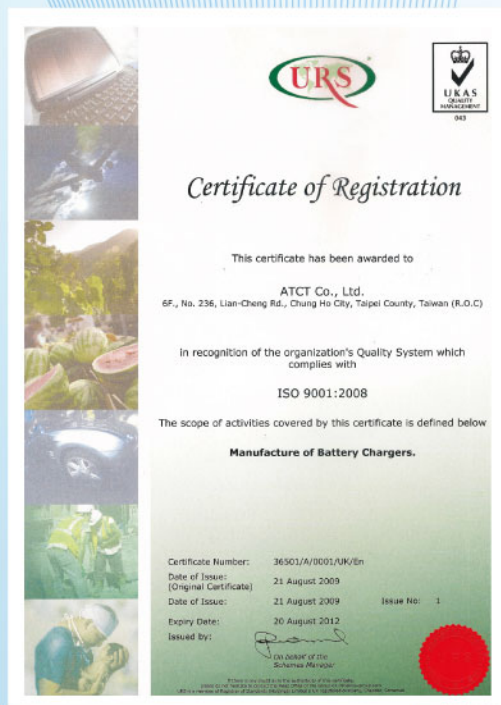 URS
UKAS
QUALITY
MANAGEMENT
043
Certificate of Registration
This certificate has been awarded to
ATCT Co., Ltd.
6F., No. 236, Lian-Cheng Rd., Chung Ho City, Taipei County, Taiwan (R.O.C)
in recognition of the organization's Quality System which
complies with
ISO 9001:2008
The scope of activities covered by this certificate is defined below
Manufacture of Battery Chargers.
Certificate Number: 36501/A/0001/UK/En
Date of Issue: 21 August 2009
(Original Certificate)
Date of Issue: 21 August 2009 Issue No: 1
Expiry Date: 20 August 2012
Issued by:
On behalf of the
Schemes Manager